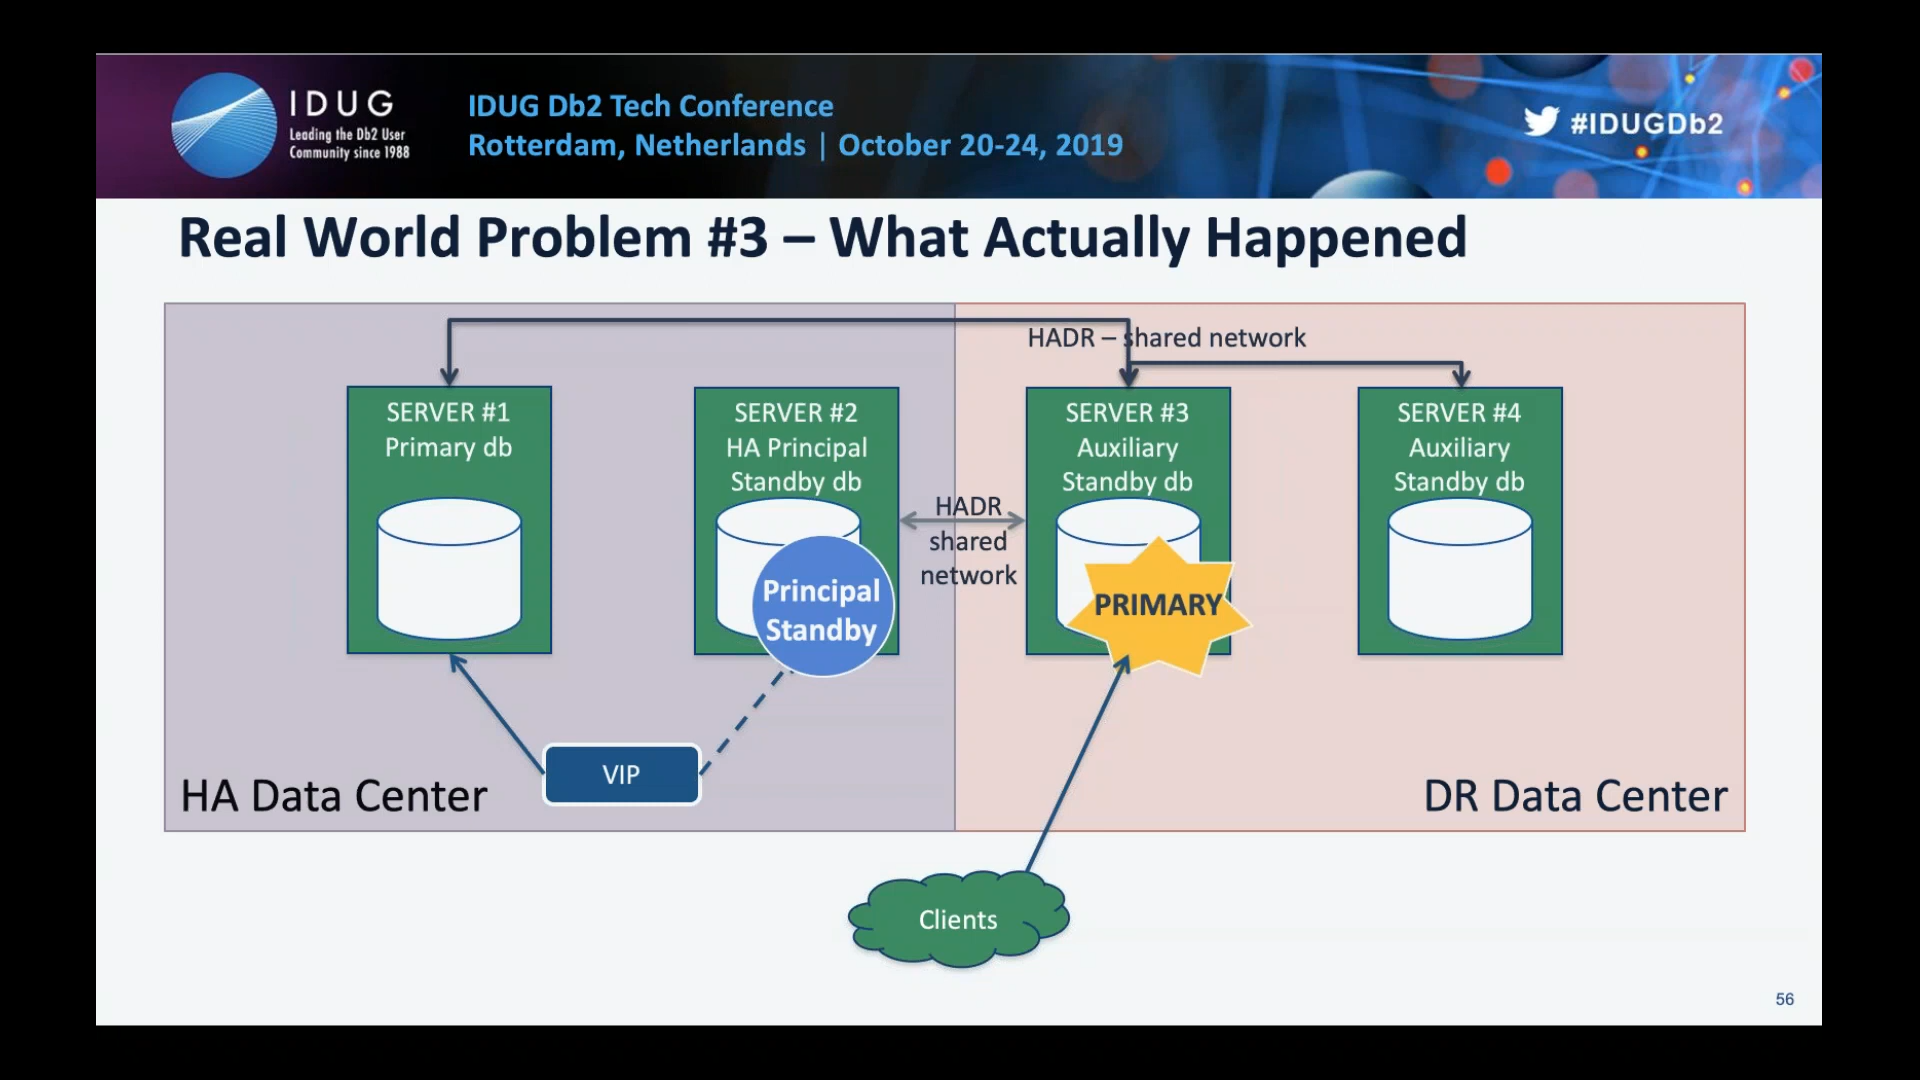 IDUG
Leading the Db2 User
Community since 1988
IDUG Db2 Tech Conference
Rotterdam, Netherlands | October 20-24, 2019
#IDUGDb2
Real World Problem #3 – What Actually Happened
HADR – shared network
SERVER #1
Primary db
SERVER #2
HA Principal
Standby db
Principal
Standby
HADR
shared
network
SERVER #3
Auxiliary
Standby db
PRIMARY
SERVER #4
Auxiliary
Standby db
VIP
HA Data Center
DR Data Center
Clients
56